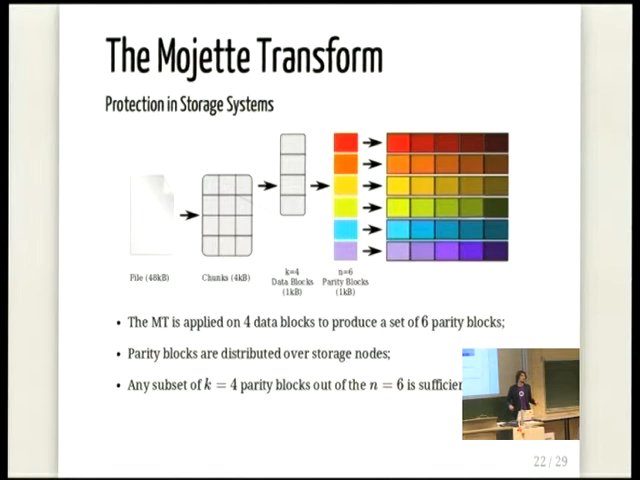 The Mojette Transform
Protection in Storage Systems
File (48kB)
Chunks (4kB)
k=4
Data Blocks
(1kB)
n=6
Parity Blocks
(1kB)
• The MT is applied on 4 data blocks to produce a set of 6 parity blocks;
• Parity blocks are distributed over storage nodes;
• Any subset of k = 4 parity blocks out of the n = 6 is
22 / 29